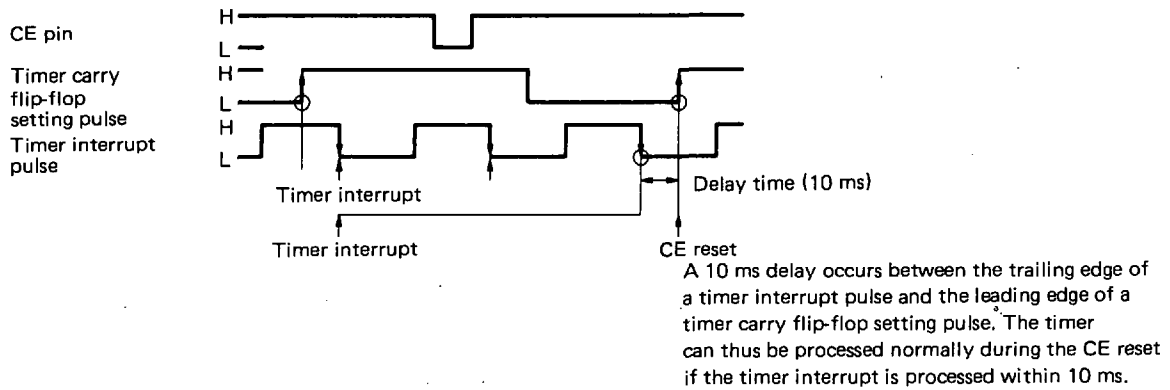 CE pin
H
L
Timer carry
flip-flop
setting pulse
H
L
Timer interrupt
pulse
H
L
Timer interrupt
Delay time (10 ms)
Timer interrupt
CE reset
A 10 ms delay occurs between the trailing edge of
a timer interrupt pulse and the leading edge of a
timer carry flip-flop setting pulse. The timer
can thus be processed normally during the CE reset
if the timer interrupt is processed within 10 ms.